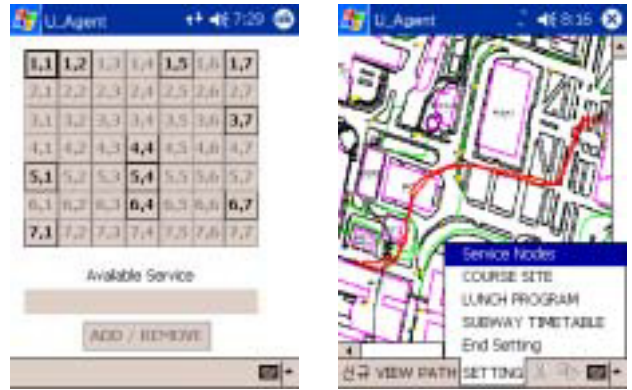 U_Agent 7:29 ok
1,1 1,2 1,3 1,4 1,5 1,6 1,7
2,1 2,2 2,3 2,4 2,5 2,6 2,7
3,1 3,2 3,3 3,4 3,5 3,6 3,7
4,1 4,2 4,3 4,4 4,5 4,6 4,7
5,1 5,2 5,3 5,4 5,5 5,6 5,7
6,1 6,2 6,3 6,4 6,5 6,6 6,7
7,1 7,2 7,3 7,4 7,5 7,6 7,7
Available Service
ADD / REMOVE
U_Agent 8:16
Service Nodes
COURSE SITE
LUNCH PROGRAM
SUBWAY TIMETABLE
End Setting
신규 VIEW PATH SETTING